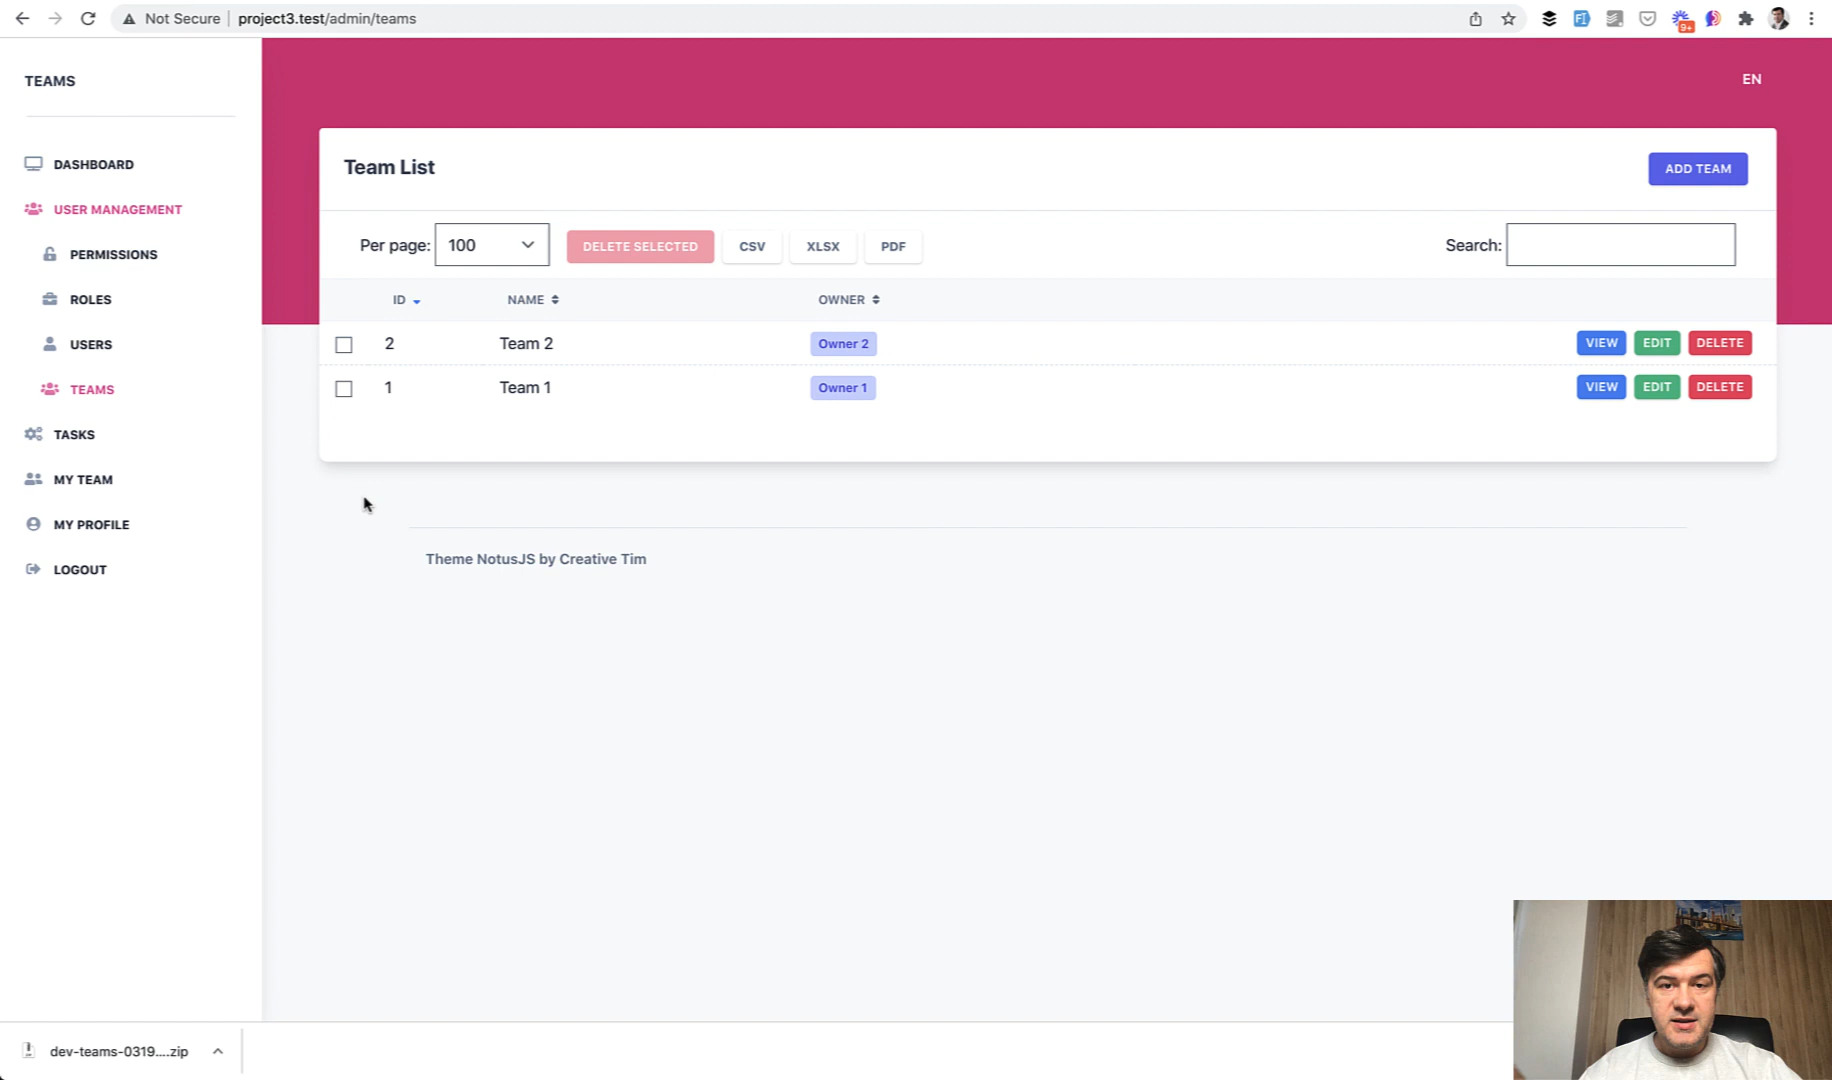 Not Secure | project3.test/admin/teams
9+
TEAMS
EN
DASHBOARD
USER MANAGEMENT
PERMISSIONS
ROLES
USERS
TEAMS
TASKS
MY TEAM
MY PROFILE
LOGOUT
Team List
ADD TEAM
Per page: 100 DELETE SELECTED CSV XLSX PDF Search:
ID NAME OWNER
2 Team 2 Owner 2 VIEW EDIT DELETE
1 Team 1 Owner 1 VIEW EDIT DELETE
Theme NotusJS by Creative Tim
dev-teams-0319....zip